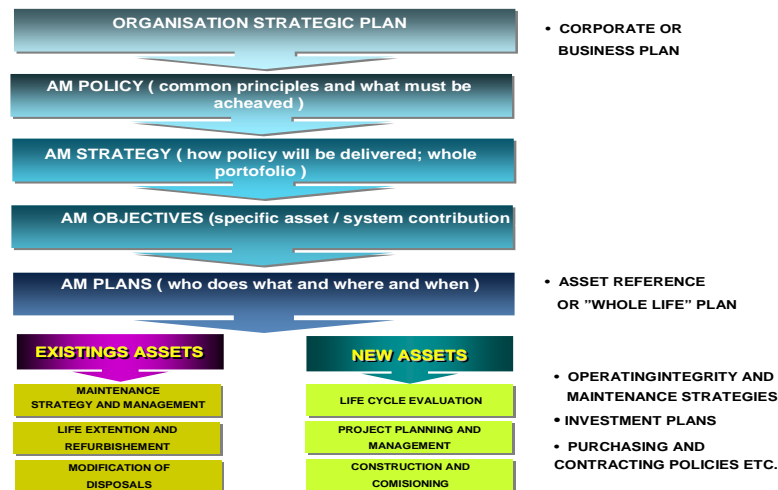 ORGANISATION STRATEGIC PLAN
• CORPORATE OR
BUSINESS PLAN
AM POLICY ( common principles and what must be
acheaved )
AM STRATEGY ( how policy will be delivered; whole
portofolio )
AM OBJECTIVES (specific asset / system contribution
AM PLANS ( who does what and where and when )
• ASSET REFERENCE
OR ”WHOLE LIFE” PLAN
EXISTINGS ASSETS
MAINTENANCE
STRATEGY AND MANAGEMENT
LIFE EXTENTION AND
REFURBISHEMENT
MODIFICATION OF
DISPOSALS
NEW ASSETS
LIFE CYCLE EVALUATION
PROJECT PLANNING AND
MANAGEMENT
CONSTRUCTION AND
COMISIONING
• OPERATINGINTEGRITY AND
MAINTENANCE STRATEGIES
• INVESTMENT PLANS
• PURCHASING AND
CONTRACTING POLICIES ETC.